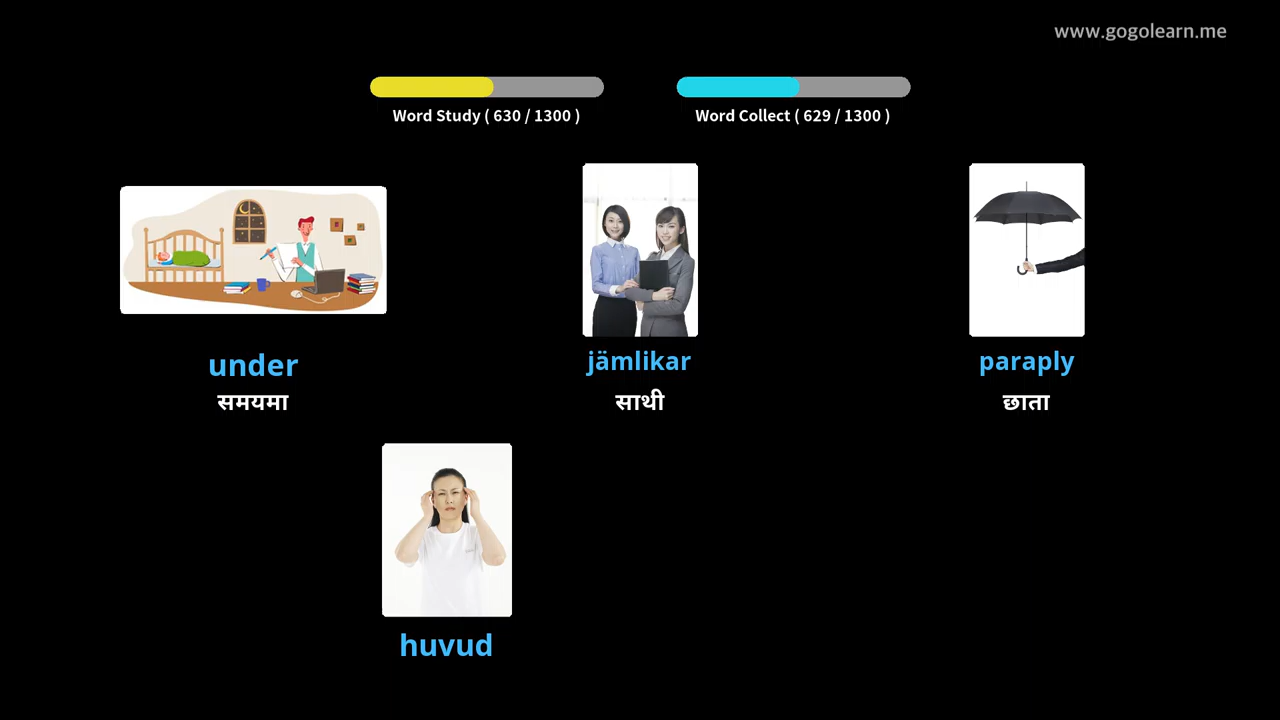 www.gogolearn.me
Word Study ( 630 / 1300 )
Word Collect ( 629 / 1300 )
under
jämlikar
paraply
समयमा
साथी
छाता
huvud